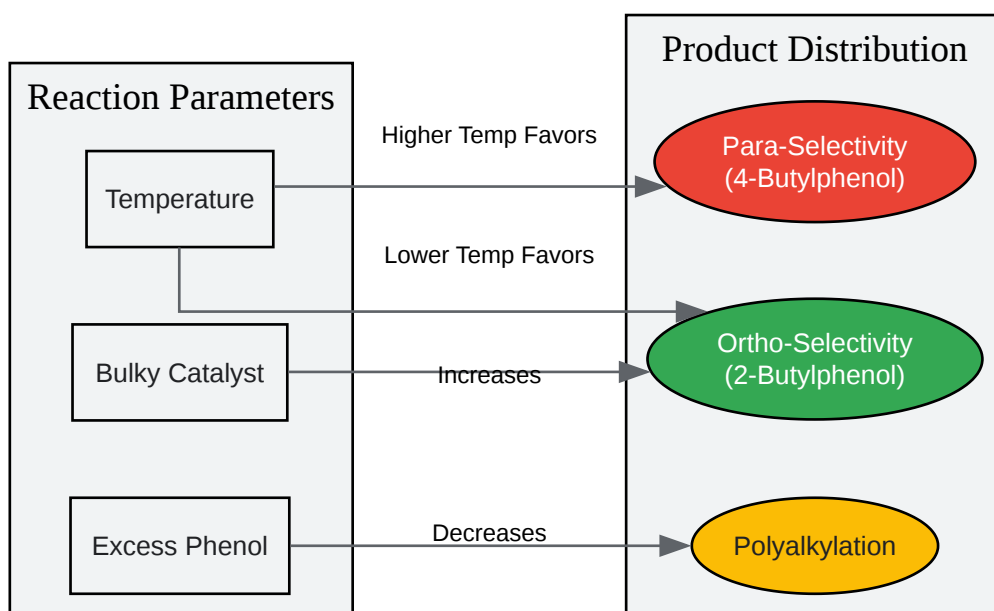 Product Distribution
Reaction Parameters
Higher Temp Favors
Para-Selectivity
(4-Butylphenol)
Temperature
Lower Temp Favors
Ortho-Selectivity
(2-Butylphenol)
Bulky Catalyst
Increases
Excess Phenol
Decreases
Polyalkylation